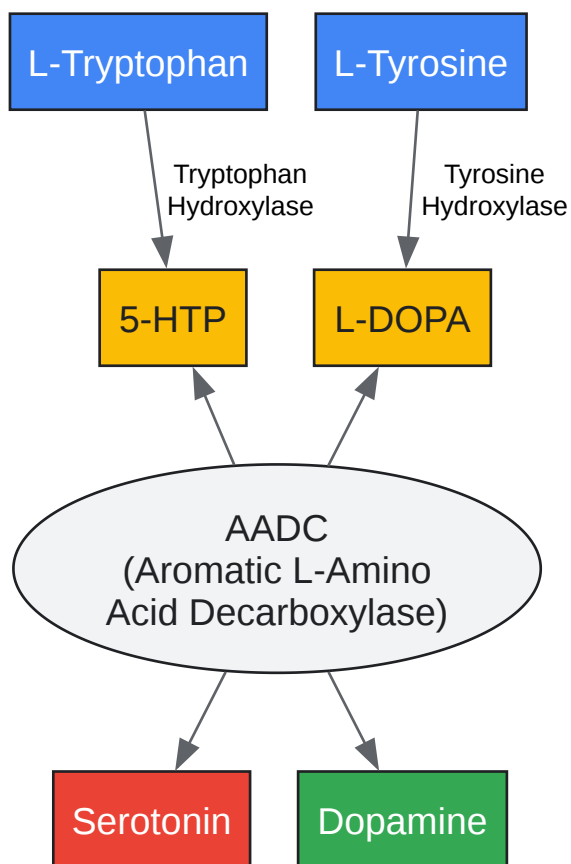 L-Tryptophan
L-Tyrosine
Tryptophan
Hydroxylase
Tyrosine
Hydroxylase
5-HTP
L-DOPA
AADC
(Aromatic L-Amino
Acid Decarboxylase)
Serotonin
Dopamine